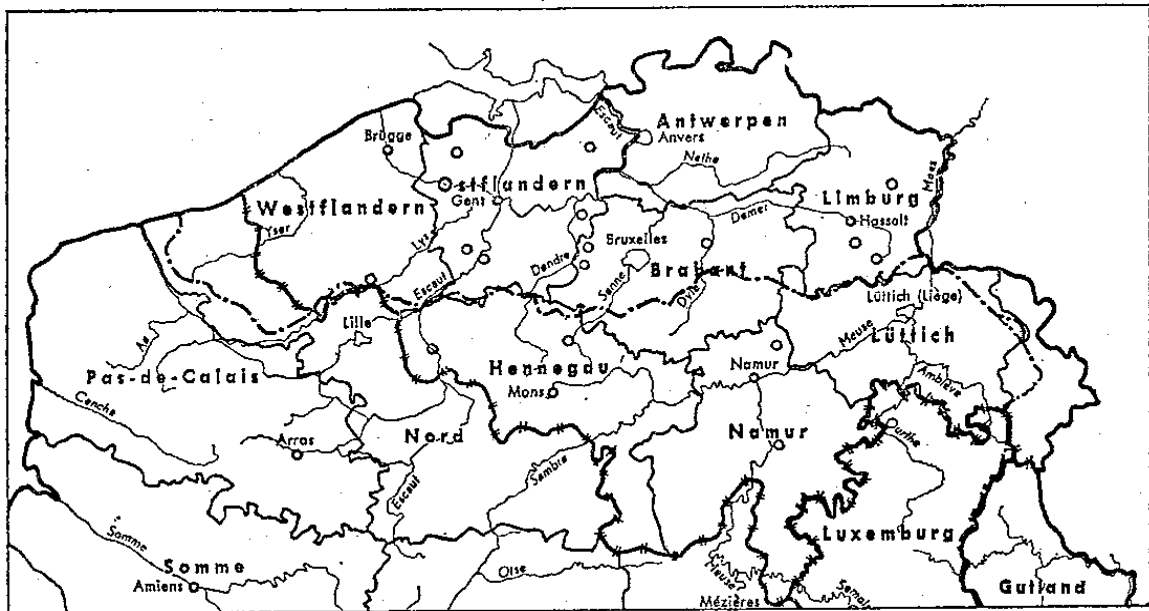 Antwerpen
Escaut
Anvers
Brügge
Nethe
Ostflandern
Gent
Limburg
Maas
Westflandern
Hasselt
Demer
Yser
Lys
Bruxelles
Brabant
Dendre
Senne
Escaut
Dyle
Lüttich (Liège)
Lille
Meuse
Lüttich
Aa
Hennegau
Namur
Pas-de-Calais
Amblève
Mons
Canche
Nord
Namur
Ourthe
Arras
Sambre
Escaut
Somme
Luxemburg
Somme
Oise
Meuse
Gutland
Amiens
Mézières
Semois